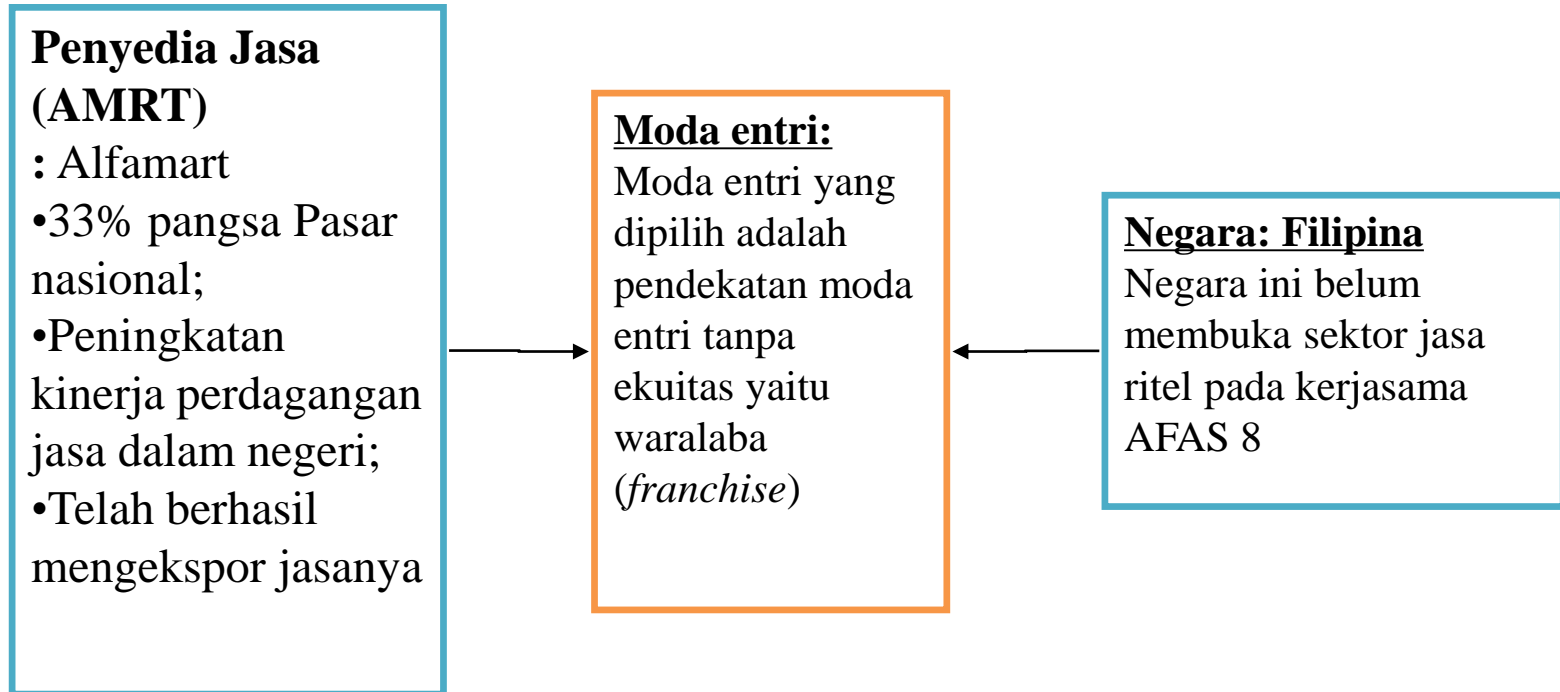 Penyedia Jasa
(AMRT)
: Alfamart
•33% pangsa Pasar
nasional;
•Peningkatan
kinerja perdagangan
jasa dalam negeri;
•Telah berhasil
mengekspor jasanya
Moda entri:
Moda entri yang
dipilih adalah
pendekatan moda
entri tanpa
ekuitas yaitu
waralaba
(franchise)
Negara: Filipina
Negara ini belum
membuka sektor jasa
ritel pada kerjasama
AFAS 8